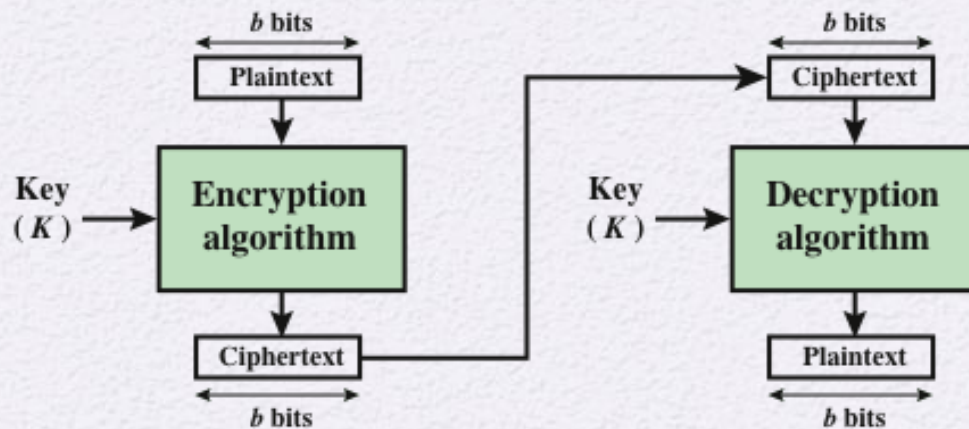 b bits
Plaintext
Key
(K)
Encryption
algorithm
Ciphertext
b bits
b bits
Ciphertext
Key
(K)
Decryption
algorithm
Plaintext
b bits